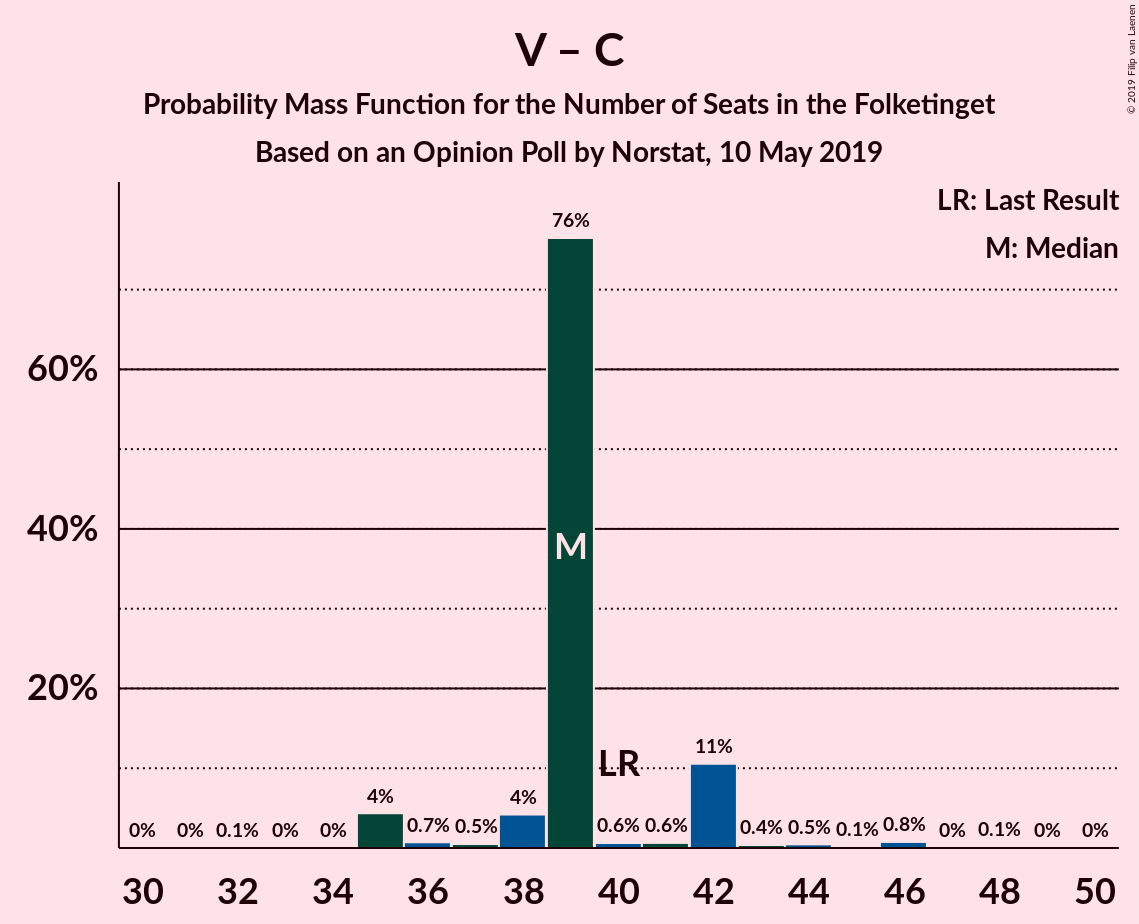 V – C
Probability Mass Function for the Number of Seats in the Folketinget
Based on an Opinion Poll by Norstat, 10 May 2019
© 2019 Filip van Laenen
LR: Last Result
M: Median
60%
40%
20%
0%
0%
0.1%
0%
0%
4%
0.7%
0.5%
4%
76%
M
0.6%
LR
0.6%
11%
0.4%
0.5%
0.1%
0.8%
0%
0.1%
0%
0%
30 32 34 36 38 40 42 44 46 48 50